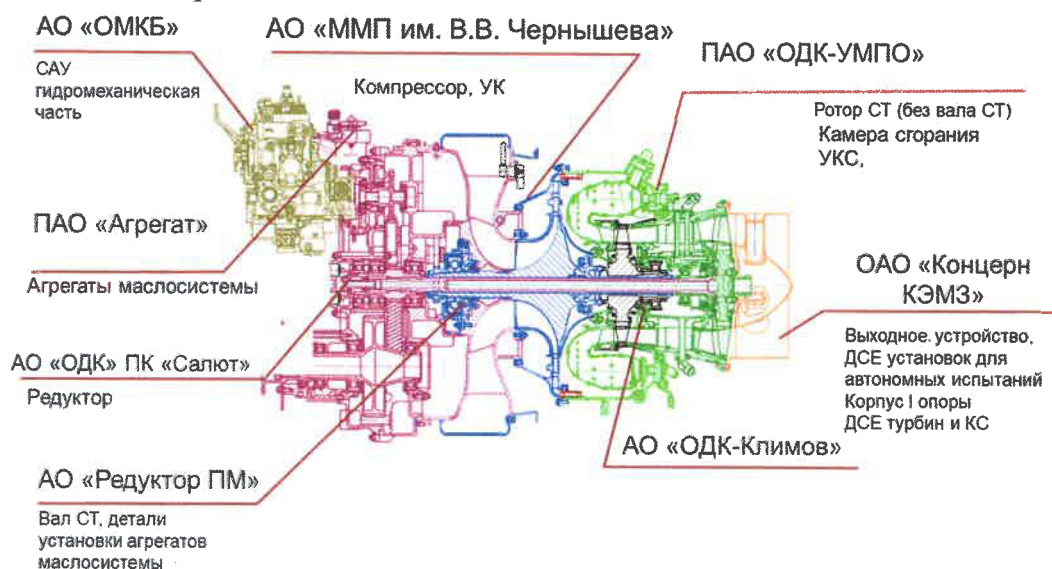 АО «ОМКБ»
САУ
гидромеханическая
часть
АО «ММП им. В.В. Чернышева»
Компрессор, УК
ПАО «ОДК-УМПО»
Ротор СТ (без вала СТ)
Камера сгорания
УКС,
ПАО «Агрегат»
Агрегаты маслосистемы
ОАО «Концерн
КЭМЗ»
Выходное. устройство,
ДСЕ установок для
автономных испытаний
Корпус I опоры
ДСЕ турбин и КС
АО «ОДК» ПК «Салют»
Редуктор
АО «ОДК-Климов»
АО «Редуктор ПМ»
Вал СТ, детали
установки агрегатов
маслосистемы